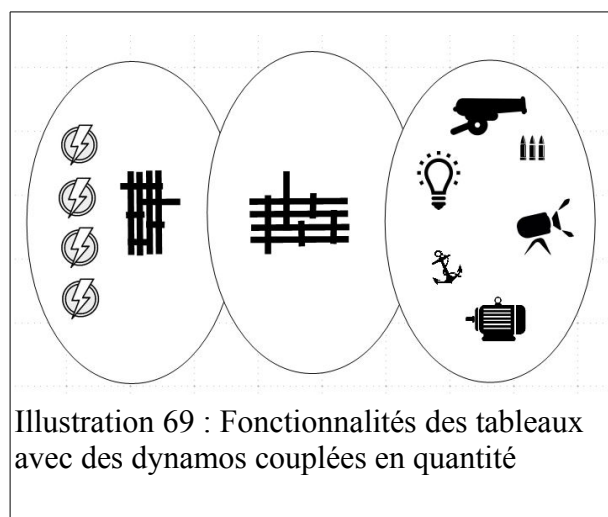 Illustration 69 : Fonctionnalités des tableaux
avec des dynamos couplées en quantité